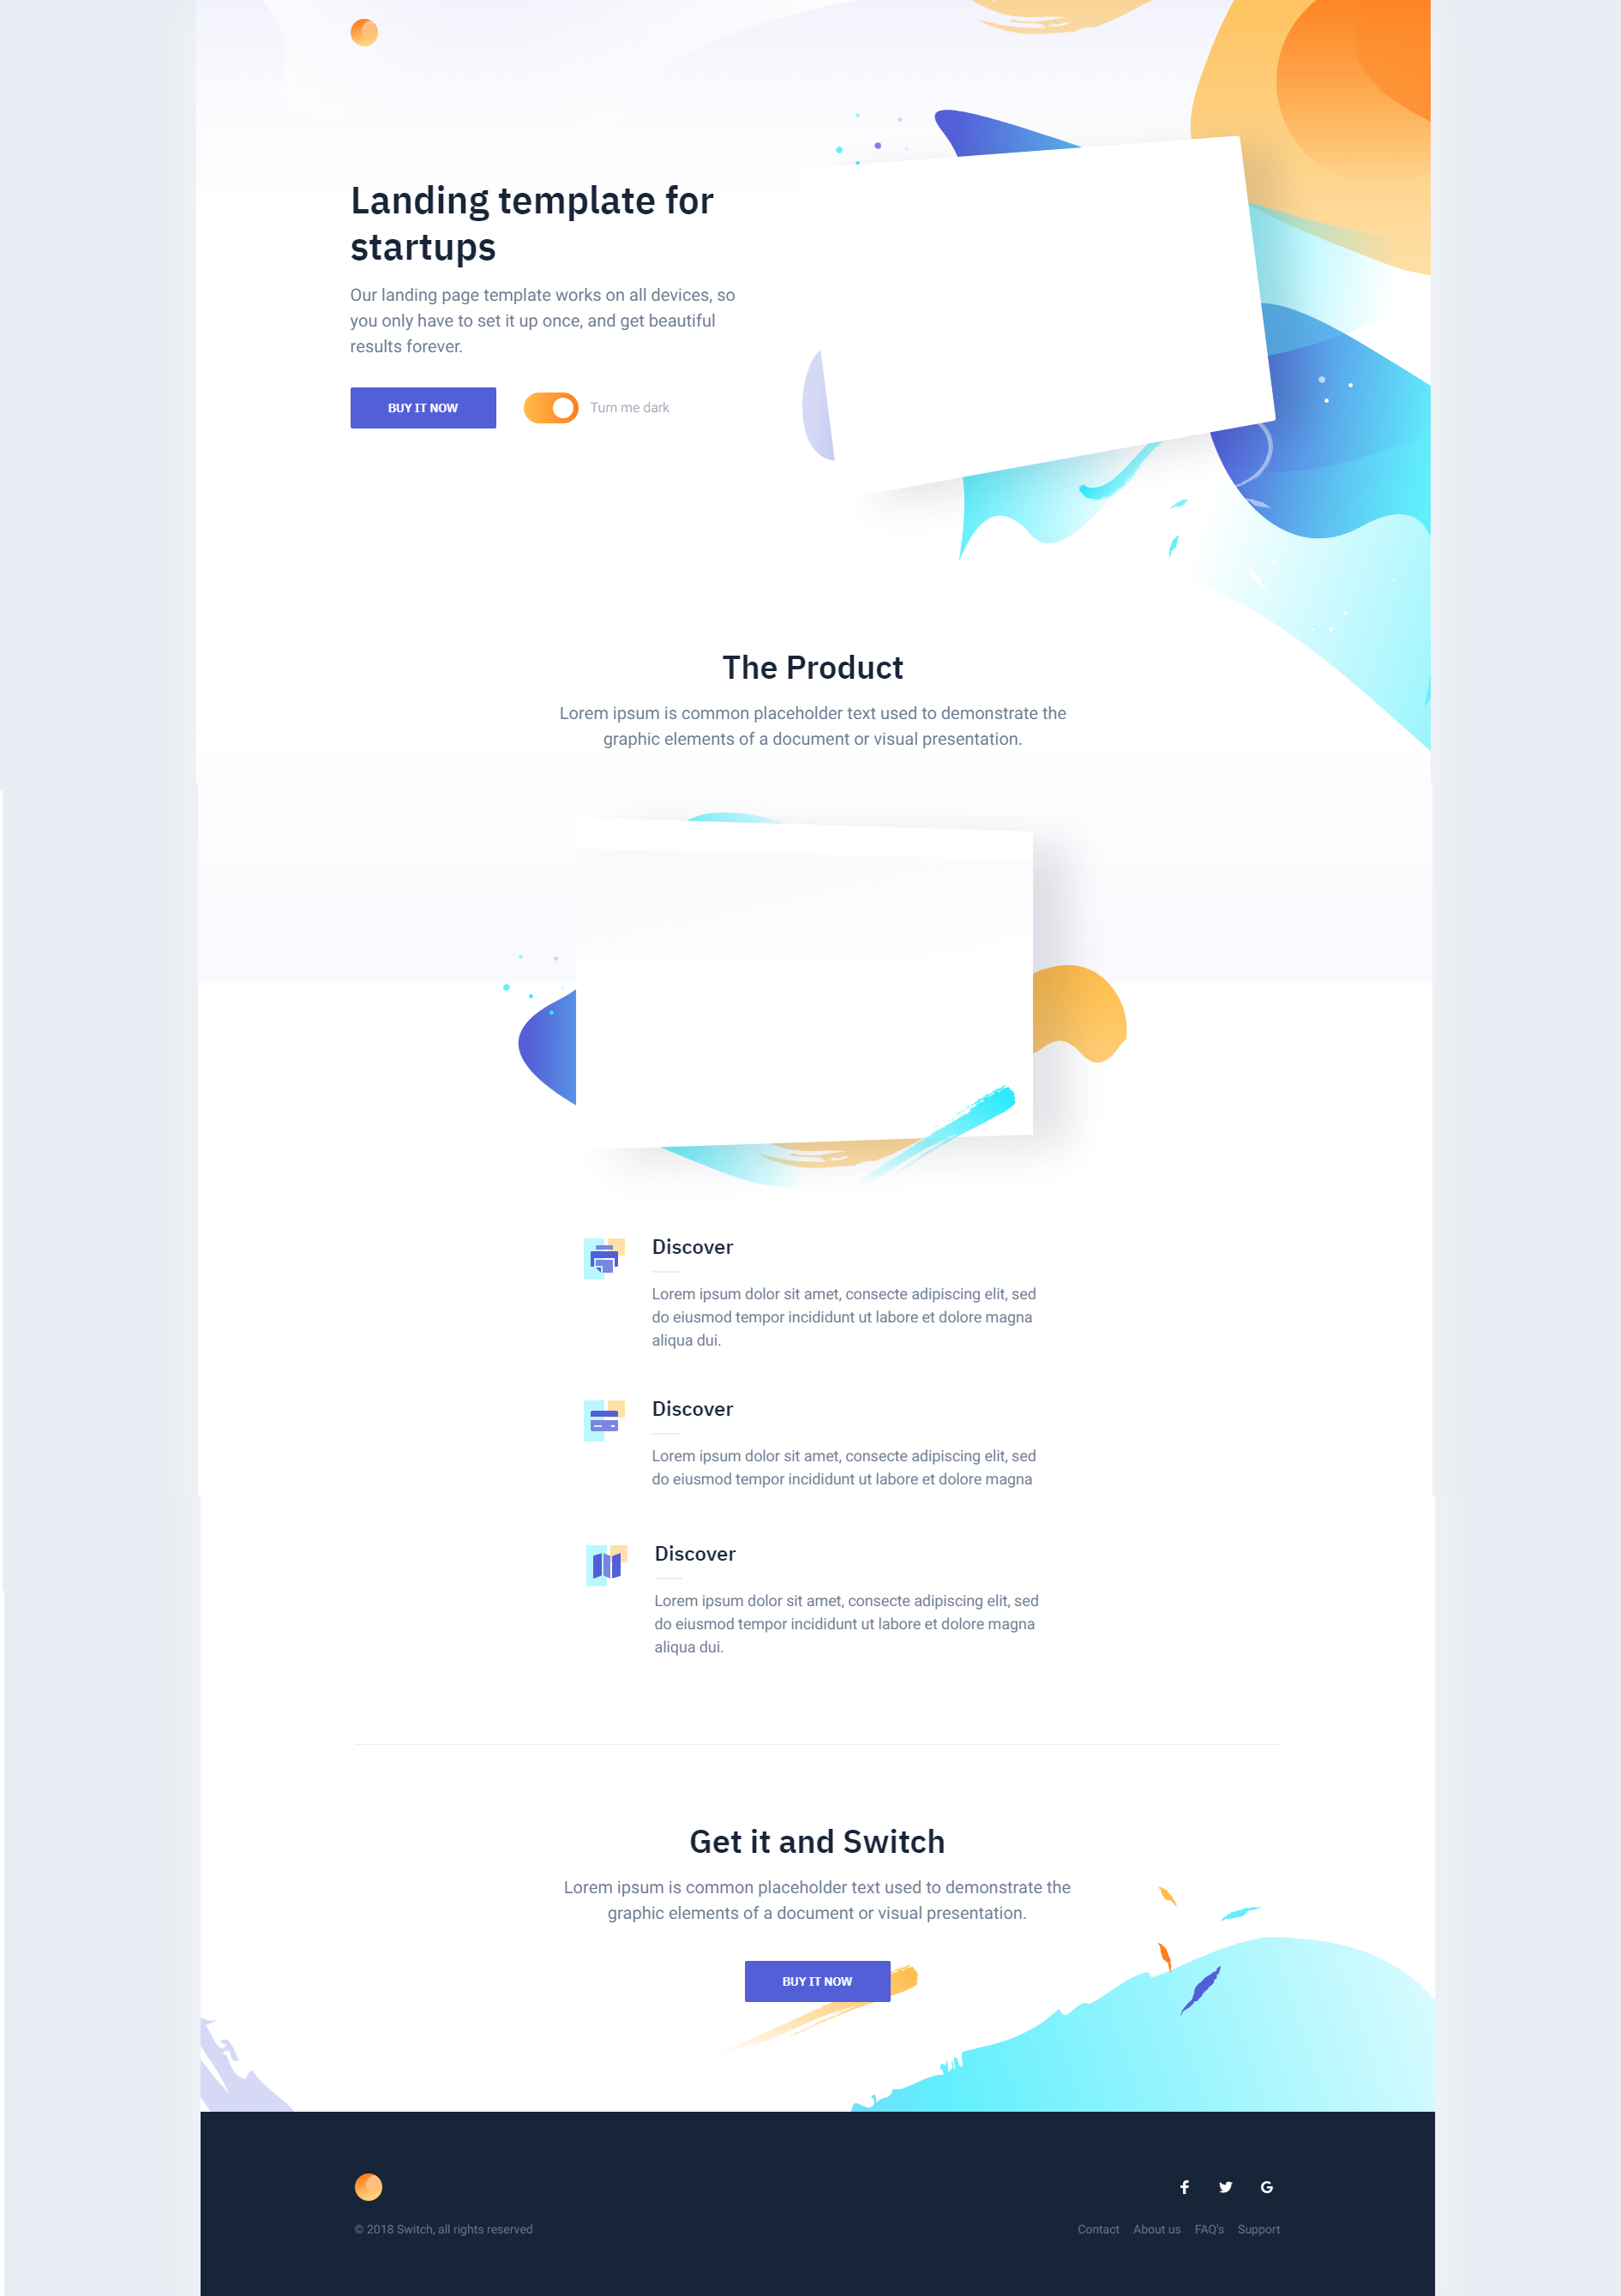 Landing template for
startups
Our landing page template works on all devices, so
you only have to set it up once, and get beautiful
results forever.
BUY IT NOW
Turn me dark
The Product
Lorem ipsum is common placeholder text used to demonstrate the
graphic elements of a document or visual presentation.
Discover
Lorem ipsum dolor sit amet, consecte adipiscing elit, sed
do eiusmod tempor incididunt ut labore et dolore magna
aliqua dui.
Discover
Lorem ipsum dolor sit amet, consecte adipiscing elit, sed
do eiusmod tempor incididunt ut labore et dolore magna
Discover
Lorem ipsum dolor sit amet, consecte adipiscing elit, sed
do eiusmod tempor incididunt ut labore et dolore magna
aliqua dui.
Get it and Switch
Lorem ipsum is common placeholder text used to demonstrate the
graphic elements of a document or visual presentation.
BUY IT NOW
© 2018 Switch, all rights reserved
Contact About us FAQ's Support